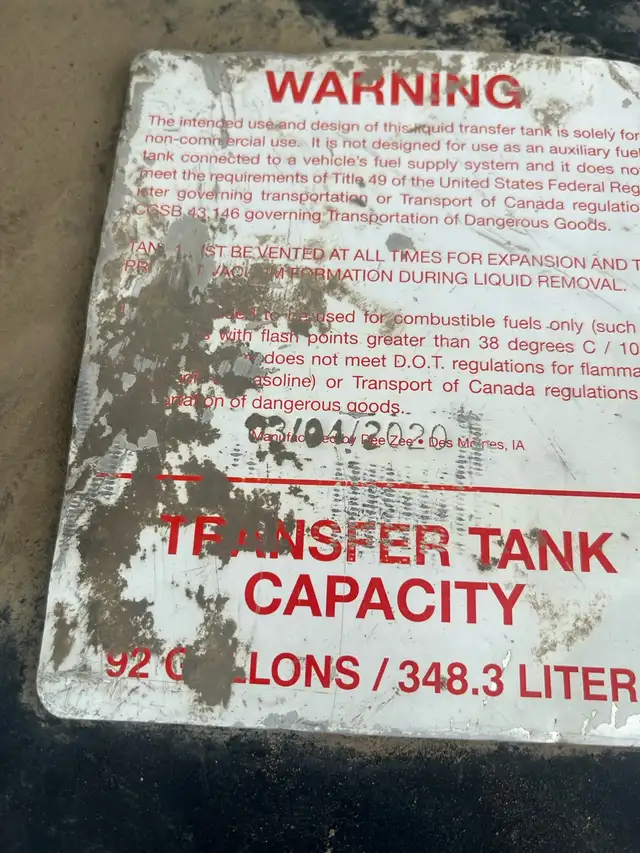 WARNING
The intended use and design of this liquid transfer tank is solely for
non-commercial use. It is not designed for use as an auxiliary fuel
tank connected to a vehicle's fuel supply system and it does no
meet the requirements of Title 49 of the United States Federal Reg
governing transportation or Transport of Canada regulatio
CGSB 43.146 governing Transportation of Dangerous Goods.
BE VENTED AT ALL TIMES FOR EXPANSION AND T
FORMATION DURING LIQUID REMOVAL.
to be used for combustible fuels only (such
with flash points greater than 38 degrees C / 10
does not meet D.O.T. regulations for flamma
gasoline) or Transport of Canada regulations
of dangerous goods.
Manufactured by Dee Zee • Des Moines, IA
/04/2020
TRANSFER TANK
CAPACITY
92 GALLONS / 348.3 LITER